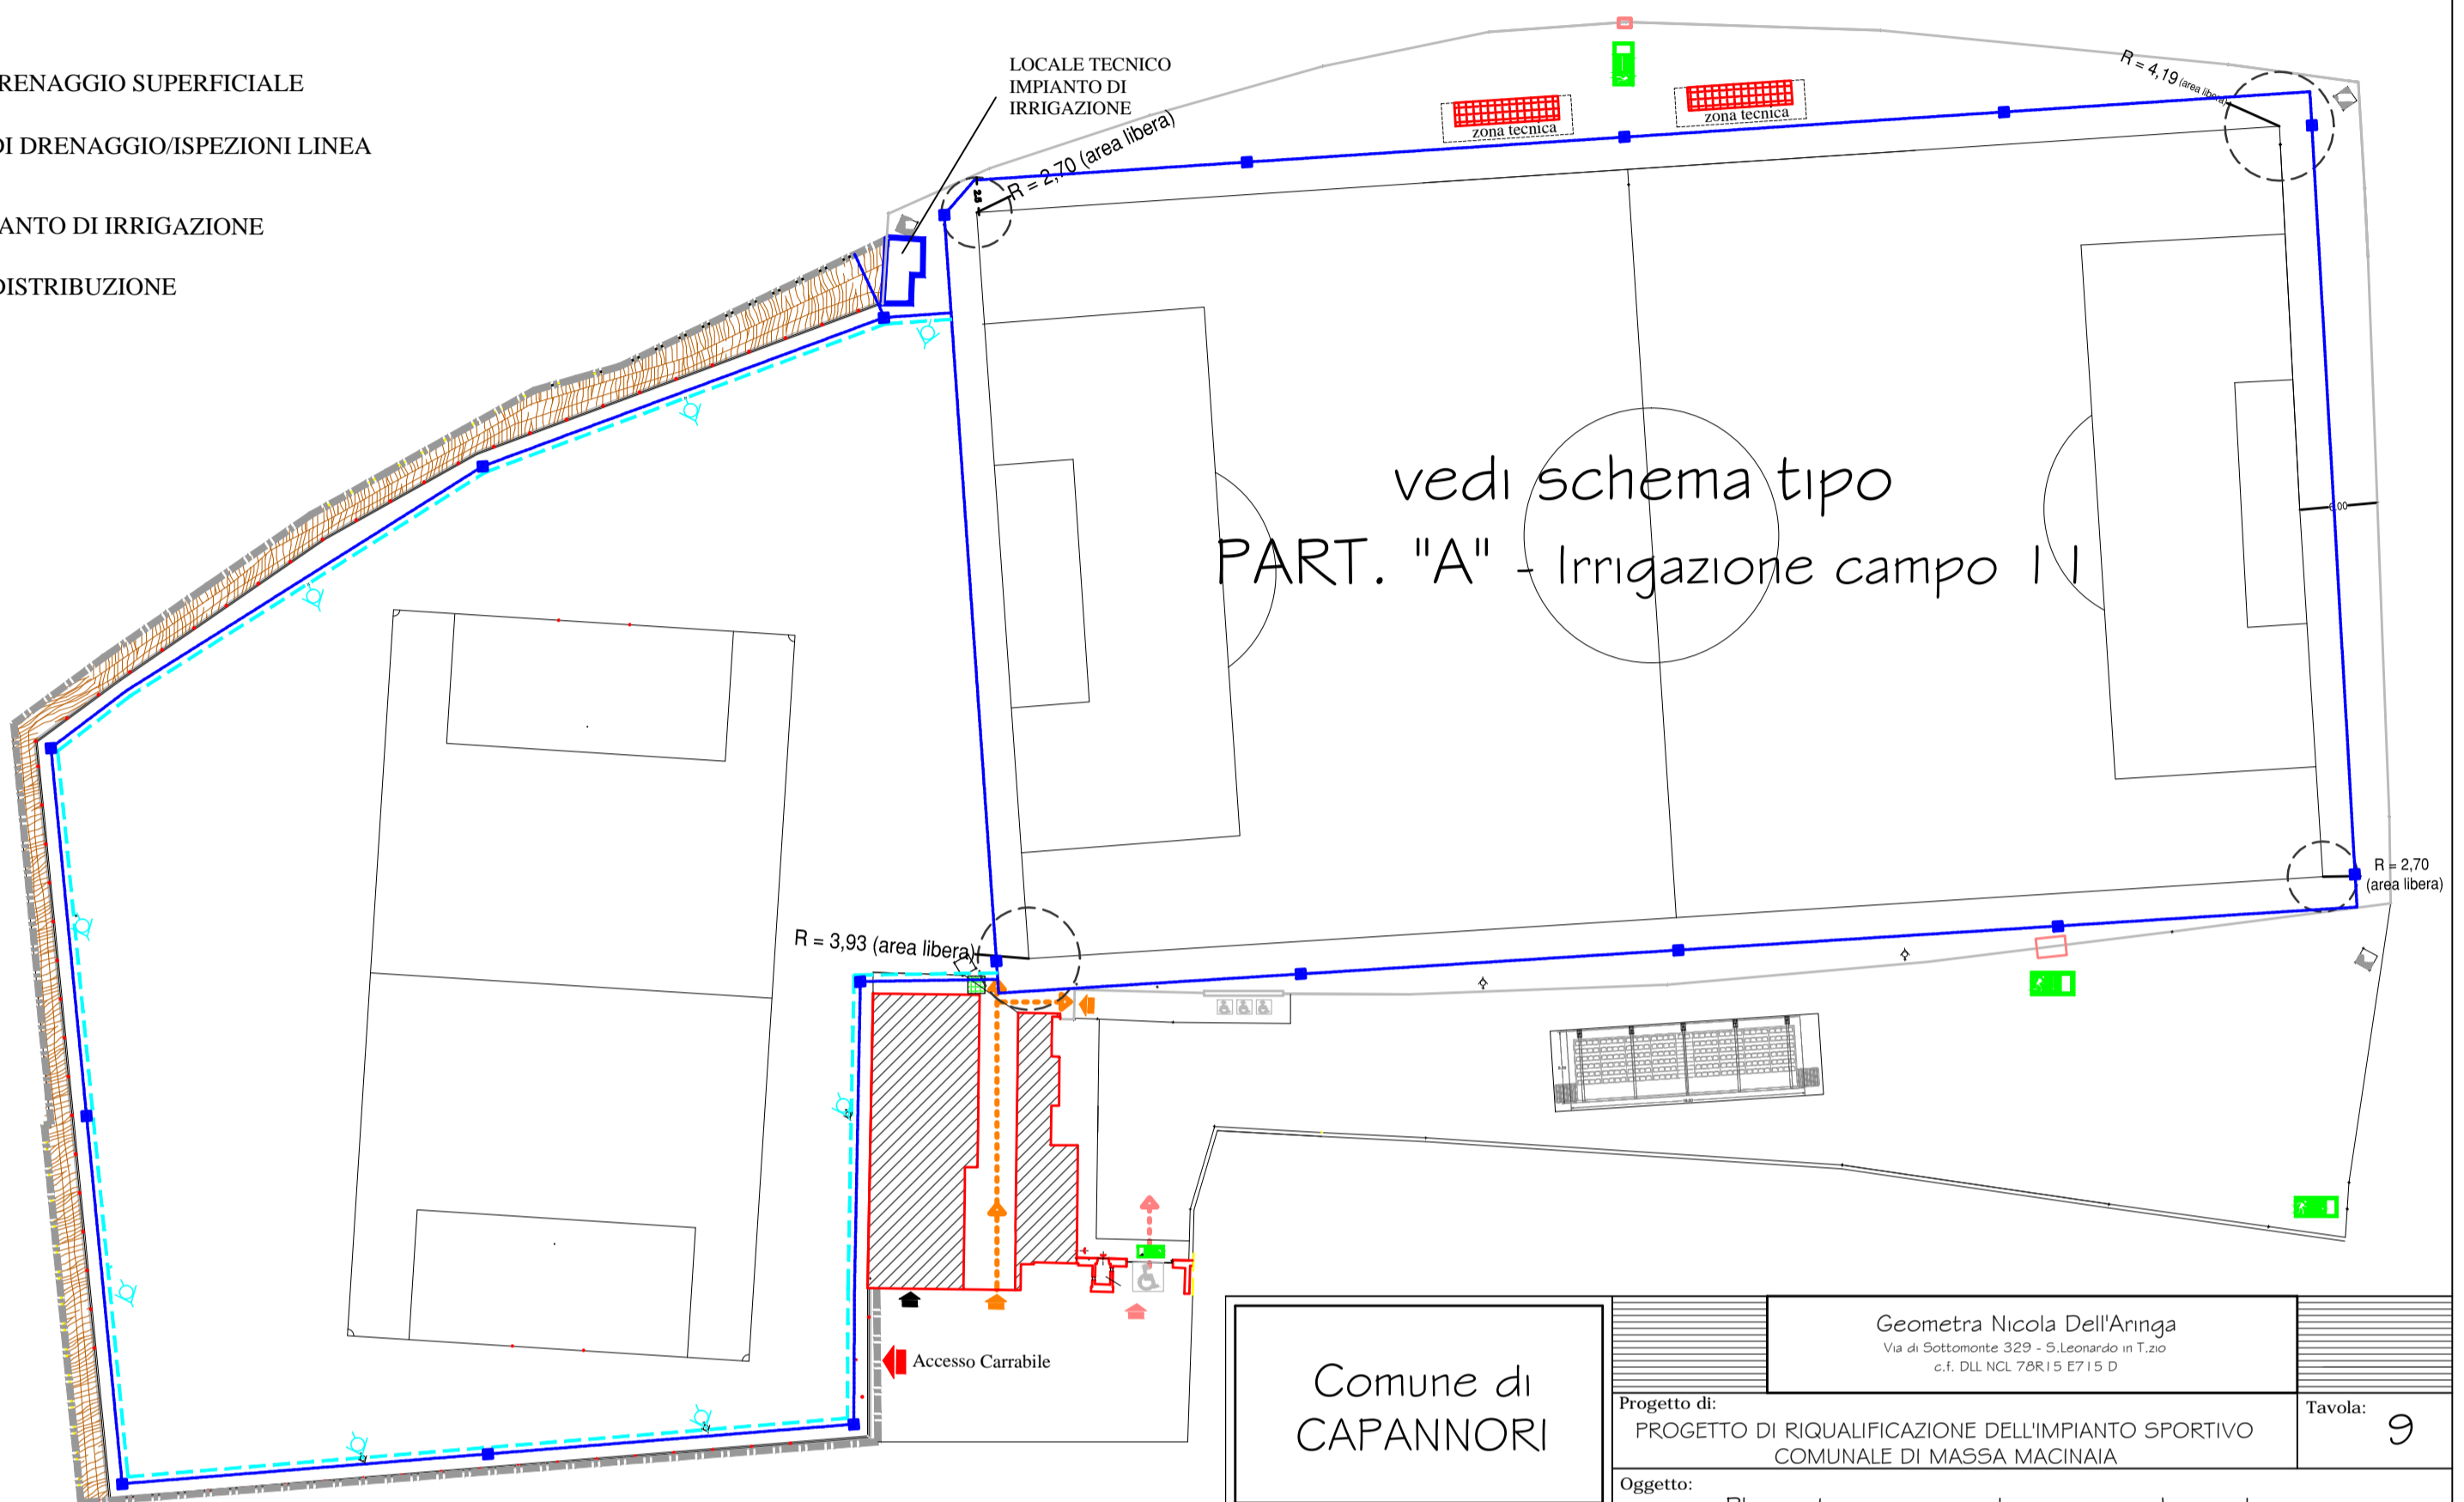 RENAGGIO SUPERFICIALE
DI DRENAGGIO/ISPEZIONI LINEA
ANTO DI IRRIGAZIONE
DISTRIBUZIONE
LOCALE TECNICO
IMPIANTO DI
IRRIGAZIONE
R = 2,70 (area libera)
zona tecnica
zona tecnica
R = 4,19 (area libera)
vedi schema tipo
PART. "A" - Irrigazione campo 11
R = 2,70
(area libera)
R = 3,93 (area libera)
Accesso Carrabile
Comune di
CAPANNORI
Geometra Nicola Dell'Aringa
Via di Sottomonte 329 - S.Leonardo in T.zio
c.f. DLL NCL 78R15 E715 D
Progetto di:
PROGETTO DI RIQUALIFICAZIONE DELL'IMPIANTO SPORTIVO
COMUNALE DI MASSA MACINAIA
Tavola:
9
Oggetto: